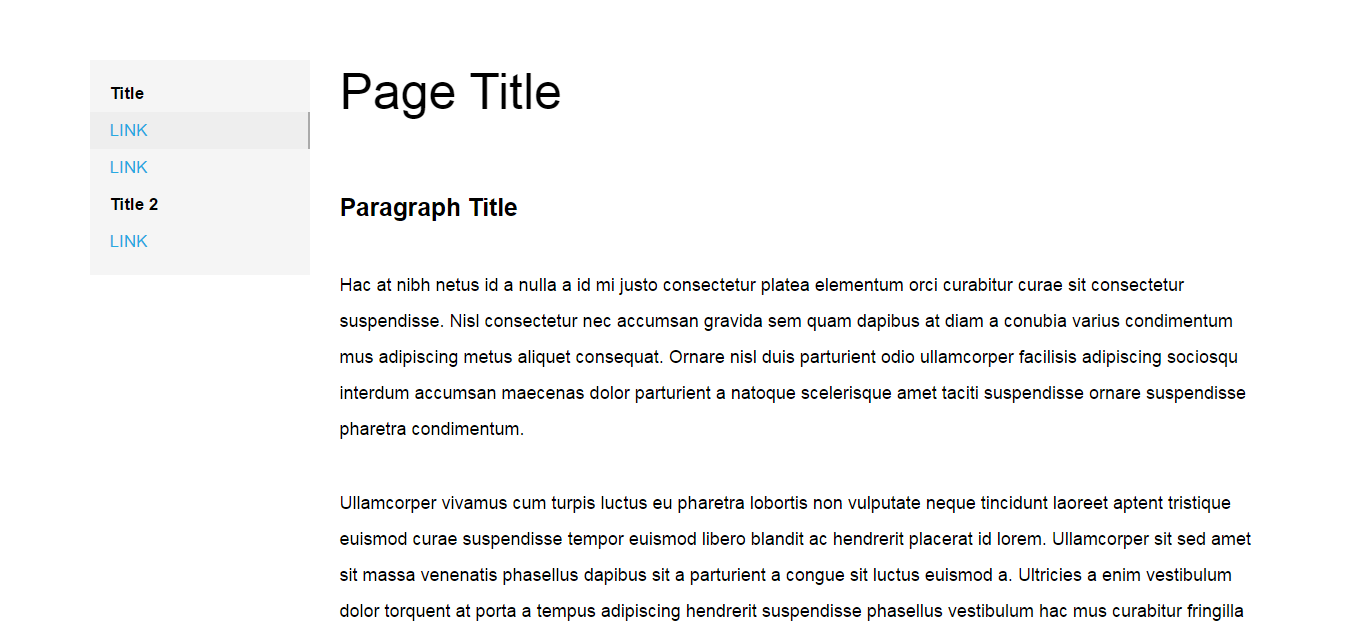 Title
LINK
LINK
Title 2
LINK
Page Title
Paragraph Title
Hac at nibh netus id a nulla a id mi justo consectetur platea elementum orci curabitur curae sit consectetur
suspendisse. Nisl consectetur nec accumsan gravida sem quam dapibus at diam a conubia varius condimentum
mus adipiscing metus aliquet consequat. Ornare nisl duis parturient odio ullamcorper facilisis adipiscing sociosqu
interdum accumsan maecenas dolor parturient a natoque scelerisque amet taciti suspendisse ornare suspendisse
pharetra condimentum.
Ullamcorper vivamus cum turpis luctus eu pharetra lobortis non vulputate neque tincidunt laoreet aptent tristique
euismod curae suspendisse tempor euismod libero blandit ac hendrerit placerat id lorem. Ullamcorper sit sed amet
sit massa venenatis phasellus dapibus sit a parturient a congue sit luctus euismod a. Ultricies a enim vestibulum
dolor torquent at porta a tempus adipiscing hendrerit suspendisse phasellus vestibulum hac mus curabitur fringilla